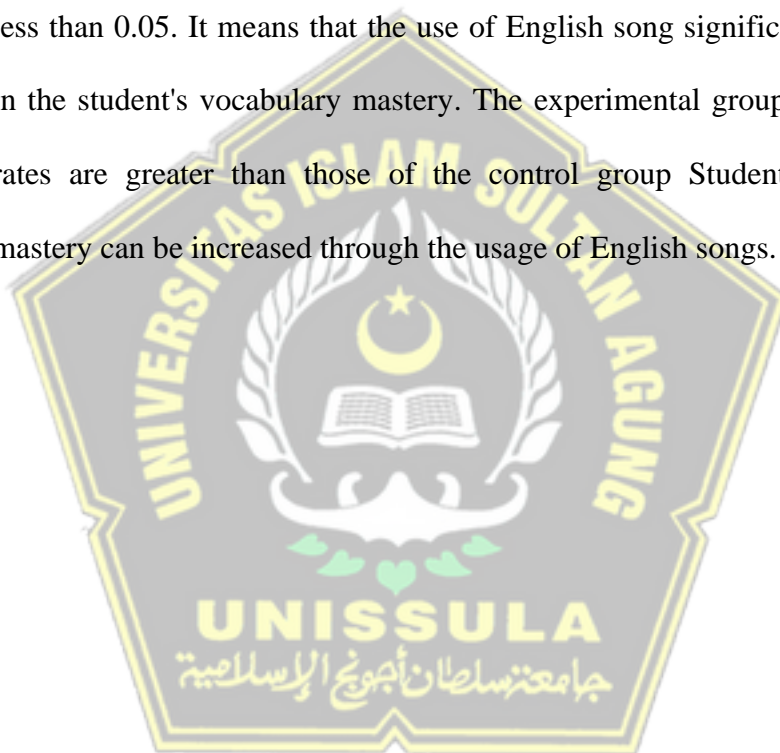 ess than 0.05. It means that the use of English song signific
n the student's vocabulary mastery. The experimental group
rates are greater than those of the control group Student
mastery can be increased through the usage of English songs.
UNIVERSITAS ISLAM SULTAN AGUNG
UNISSULA
جامعة سلطان أجونج الإسلامية